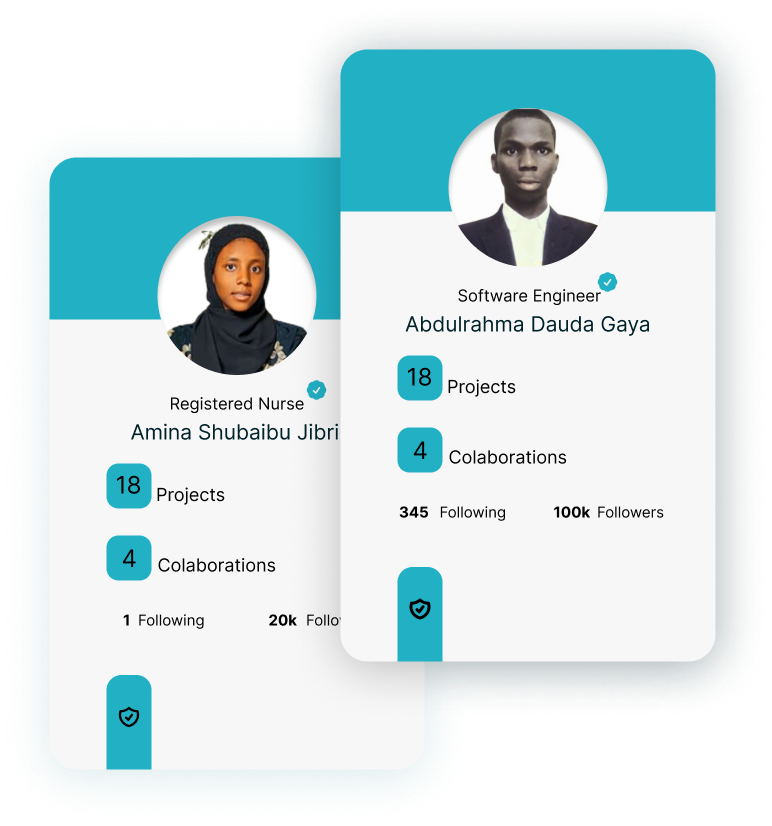 Software Engineer
Abdulrahma Dauda Gaya
18 Projects
4 Colaborations
345 Following 100k Followers
Registered Nurse
Amina Shubaibu Jibri
18 Projects
4 Colaborations
1 Following 20k Follo